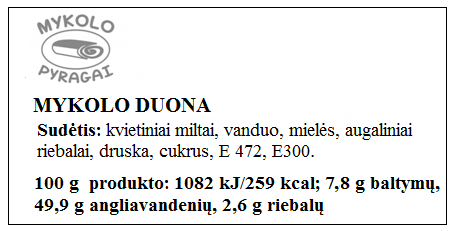 MYKOLO
PYRAGAI
MYKOLO DUONA
Sudėtis: kvietiniai miltai, vanduo, mielės, augaliniai
riebalai, druska, cukrus, E 472, E300.
100 g produkto: 1082 kJ/259 kcal; 7,8 g baltymų,
49,9 g angliavandenių, 2,6 g riebalų